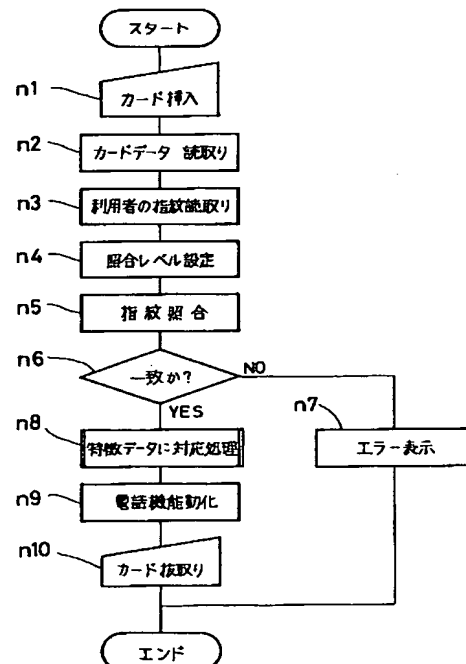 スタート
n1
カード挿入
n2
カードデータ 読取り
n3
利用者の指紋読取り
n4
照合レベル設定
n5
指紋照合
n6
一致か?
NO
YES
n7
エラー表示
n8
特徴データに対応処理
n9
電話機能動化
n10
カード抜取り
エンド